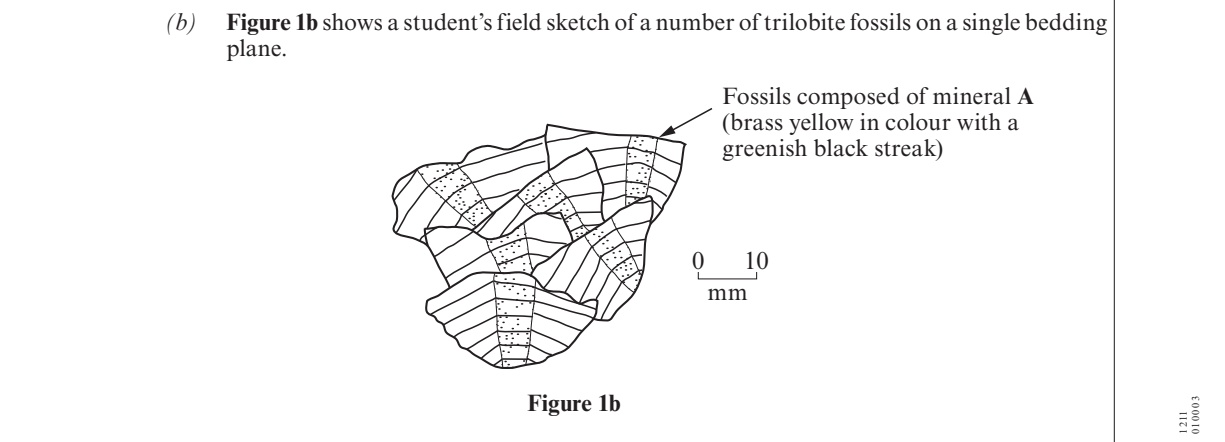 (b) Figure 1b shows a student's field sketch of a number of trilobite fossils on a single bedding
plane.
Fossils composed of mineral A
(brass yellow in colour with a
greenish black streak)
0 10
mm
Figure 1b
1211
010003